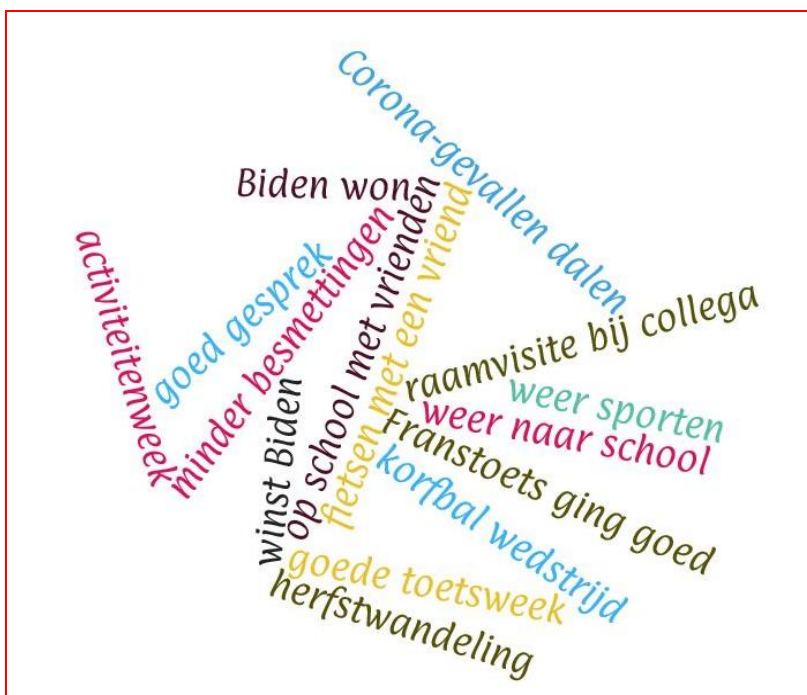 Corona-gevallen dalen
Biden won
activiteitenweek
goed gesprek
minder besmettingen
op school met vrienden
fietsen met een vriend
raamvisite bij collega
weer sporten
weer naar school
Franstoets ging goed
korfbal wedstrijd
winst Biden
goede toetsweek
herfstwandeling